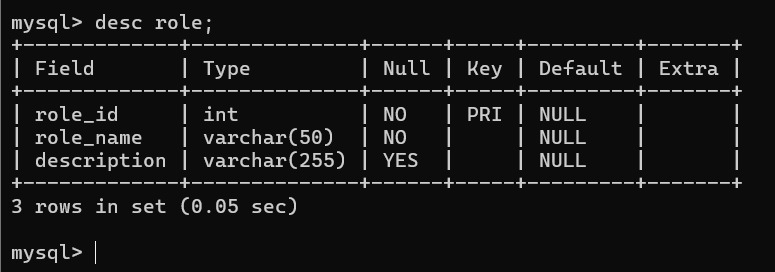 mysql> desc role;
+-------------+--------------+------+-----+---------+-------+
| Field       | Type         | Null | Key | Default | Extra |
+-------------+--------------+------+-----+---------+-------+
| role_id     | int          | NO   | PRI | NULL    |       |
| role_name   | varchar(50)  | NO   |     | NULL    |       |
| description | varchar(255) | YES  |     | NULL    |       |
+-------------+--------------+------+-----+---------+-------+
3 rows in set (0.05 sec)
mysql>